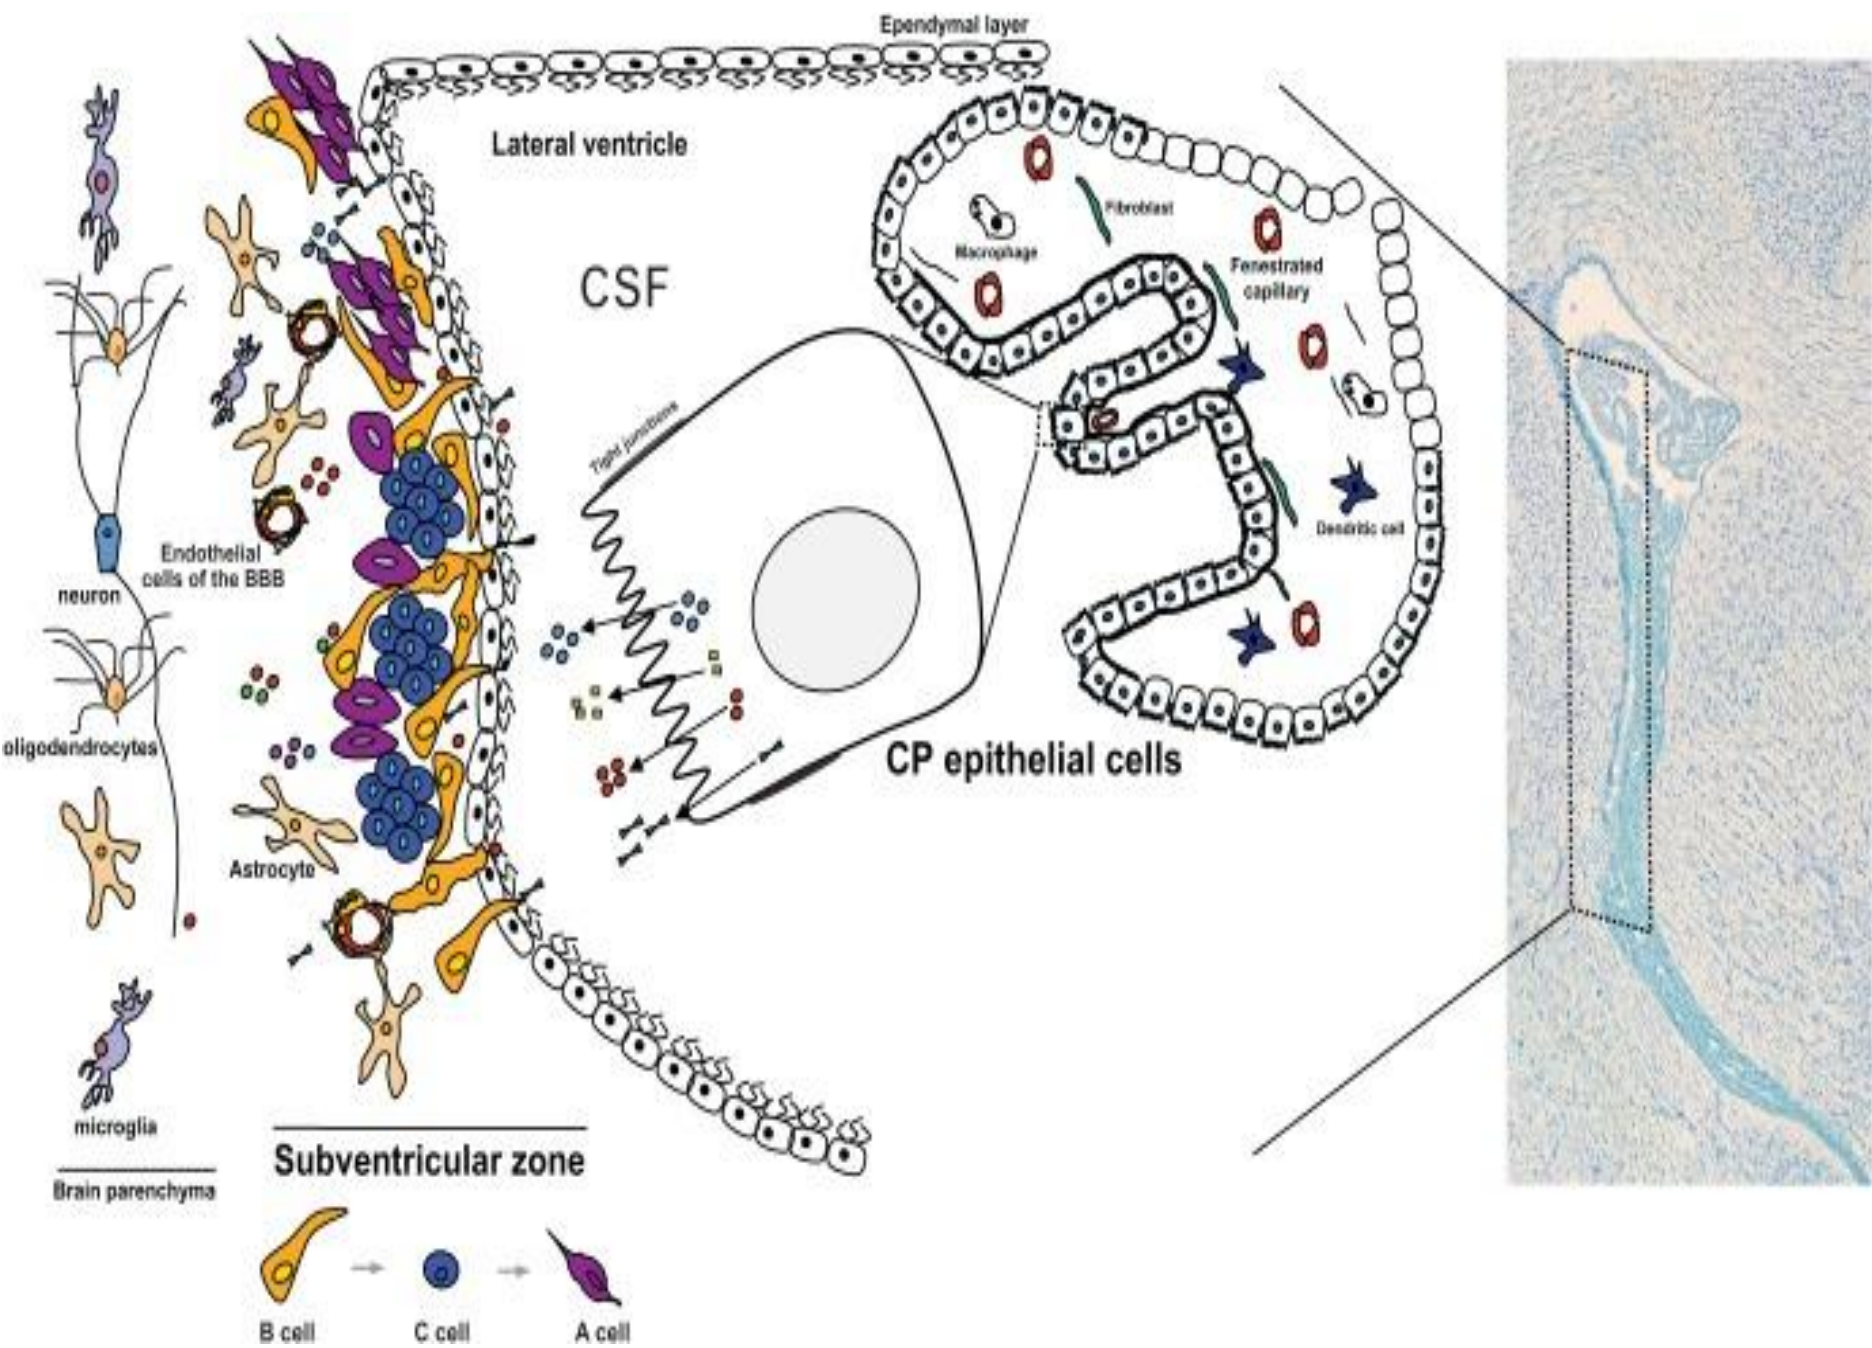 Ependymal layer
Lateral ventricle
CSF
Fibroblast
Macrophage
Fenestrated
capillary
Tight junctions
Dendritic cell
Endothelial
cells of the BBB
neuron
oligodendrocytes
CP epithelial cells
Astrocyte
microglia
Brain parenchyma
Subventricular zone
B cell
C cell
A cell